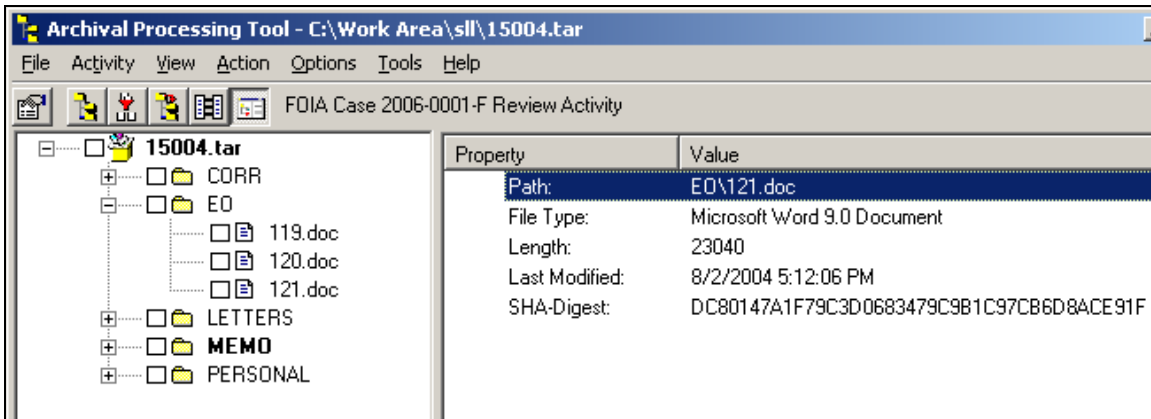 Archival Processing Tool - C:\Work Area\sll\15004.tar
File Activity View Action Options Tools Help
FOIA Case 2006-0001-F Review Activity
15004.tar
CORR
EO
119.doc
120.doc
121.doc
LETTERS
MEMO
PERSONAL
Property Value
Path: EO\121.doc
File Type: Microsoft Word 9.0 Document
Length: 23040
Last Modified: 8/2/2004 5:12:06 PM
SHA-Digest: DC80147A1F79C3D0683479C9B1C97CB6D8ACE91F